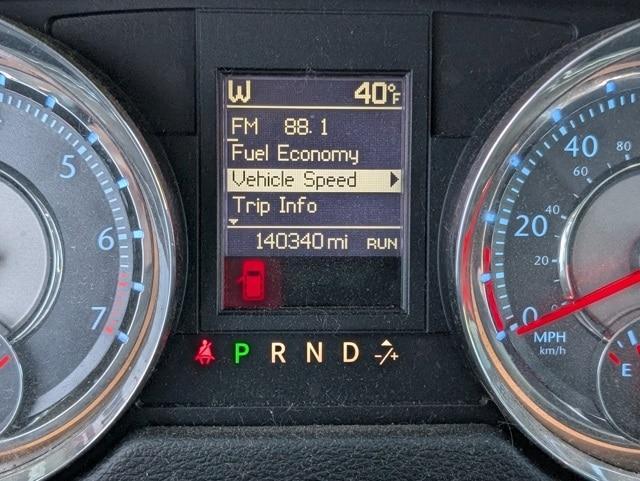 W 40°F
FM 88.1
Fuel Economy
Vehicle Speed
Trip Info
140340 mi RUN
P R N D -/+
5
6
7
80
40
60
40
20
20
0
MPH
km/h
E